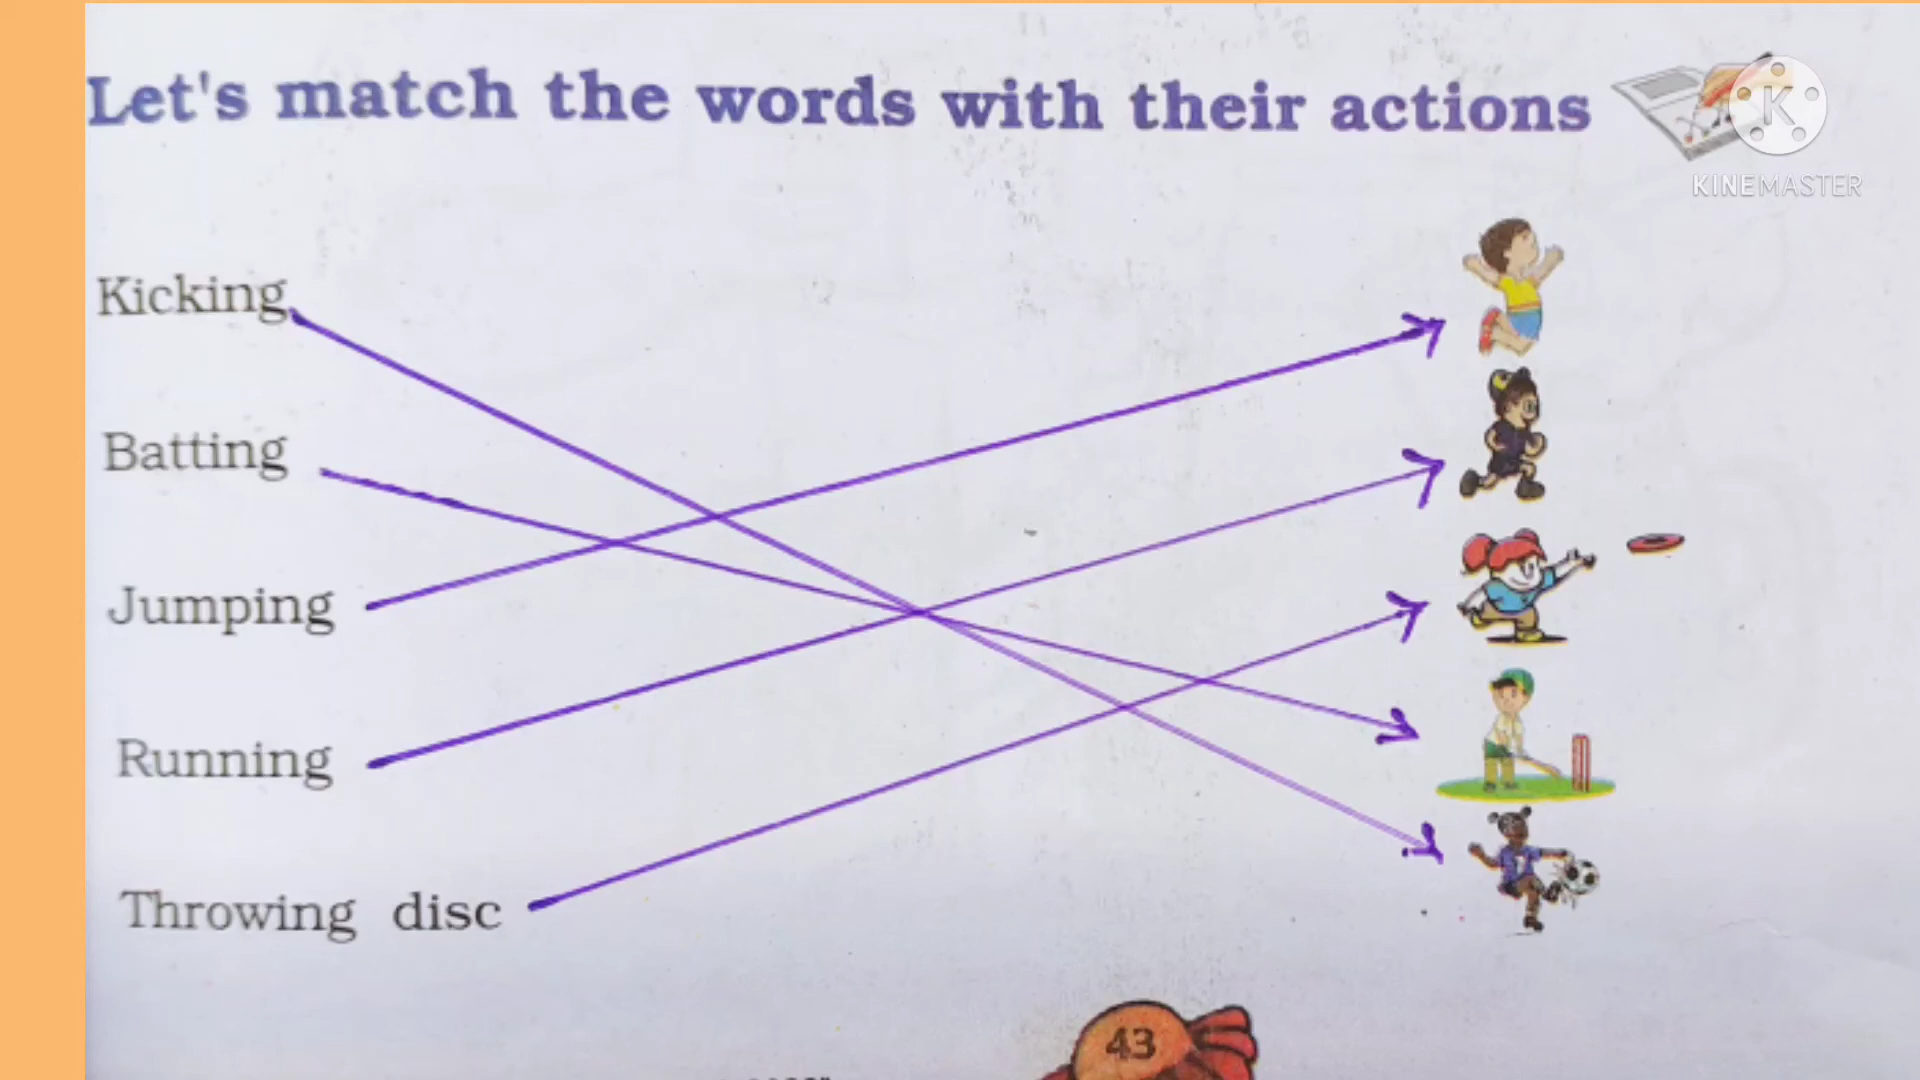 Let's match the words with their actions
KINEMASTER
Kicking
Batting
Jumping
Running
Throwing disc
43